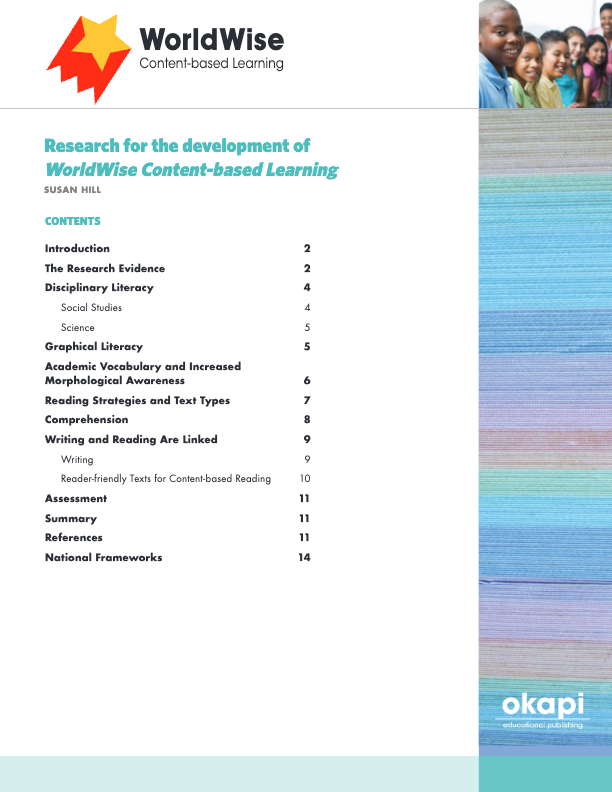 WorldWise
Content-based Learning
Research for the development of
WorldWise Content-based Learning
SUSAN HILL
CONTENTS
Introduction 2
The Research Evidence 2
Disciplinary Literacy 4
Social Studies 4
Science 5
Graphical Literacy 5
Academic Vocabulary and Increased
Morphological Awareness 6
Reading Strategies and Text Types 7
Comprehension 8
Writing and Reading Are Linked 9
Writing 9
Reader-friendly Texts for Content-based Reading 10
Assessment 11
Summary 11
References 11
National Frameworks 14
okapi
educational publishing